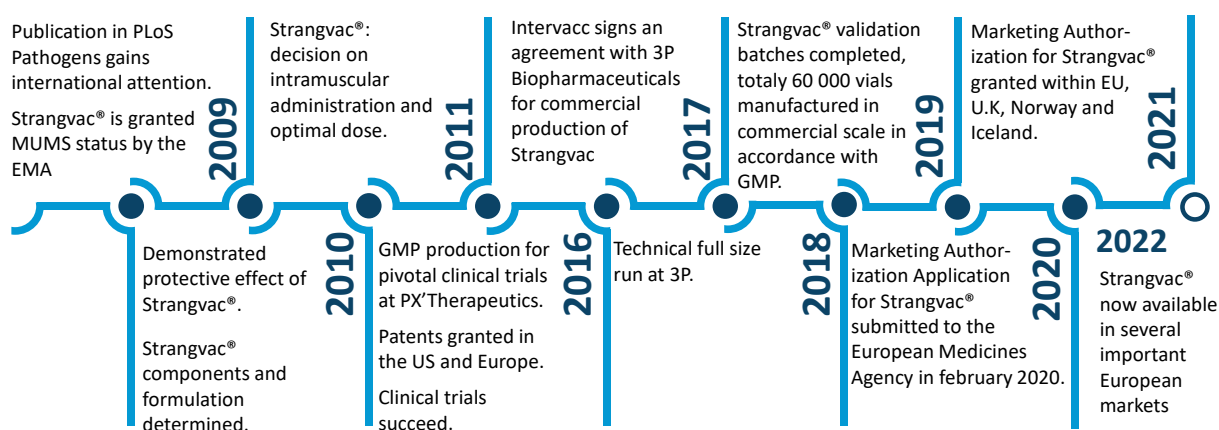 Publication in PLoS
Pathogens gains
international attention.
Strangvac® is granted
MUMS status by the
EMA
2009
Demonstrated
protective effect of
Strangvac®.
Strangvac®
components and
formulation
determined.
2010
Strangvac®:
decision on
intramuscular
administration and
optimal dose.
2011
GMP production for
pivotal clinical trials
at PX’Therapeutics.
Patents granted in
the US and Europe.
Clinical trials
succeed.
2016
Intervacc signs an
agreement with 3P
Biopharmaceuticals
for commercial
production of
Strangvac
2017
Technical full size
run at 3P.
2018
Strangvac® validation
batches completed,
totaly 60 000 vials
manufactured in
commercial scale in
accordance with
GMP.
2019
Marketing Author-
ization Application
for Strangvac®
submitted to the
European Medicines
Agency in february 2020.
2020
Marketing Author-
ization for Strangvac®
granted within EU,
U.K, Norway and
Iceland.
2021
2022
Strangvac®
now available
in several
important
European
markets